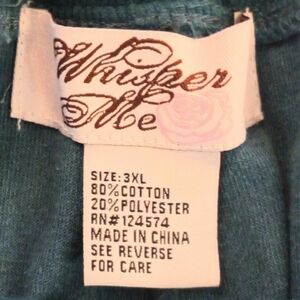 Whisper
Me
SIZE: 3XL
80%COTTON
20%POLYESTER
RN#124574
MADE IN CHINA
SEE REVERSE
FOR CARE